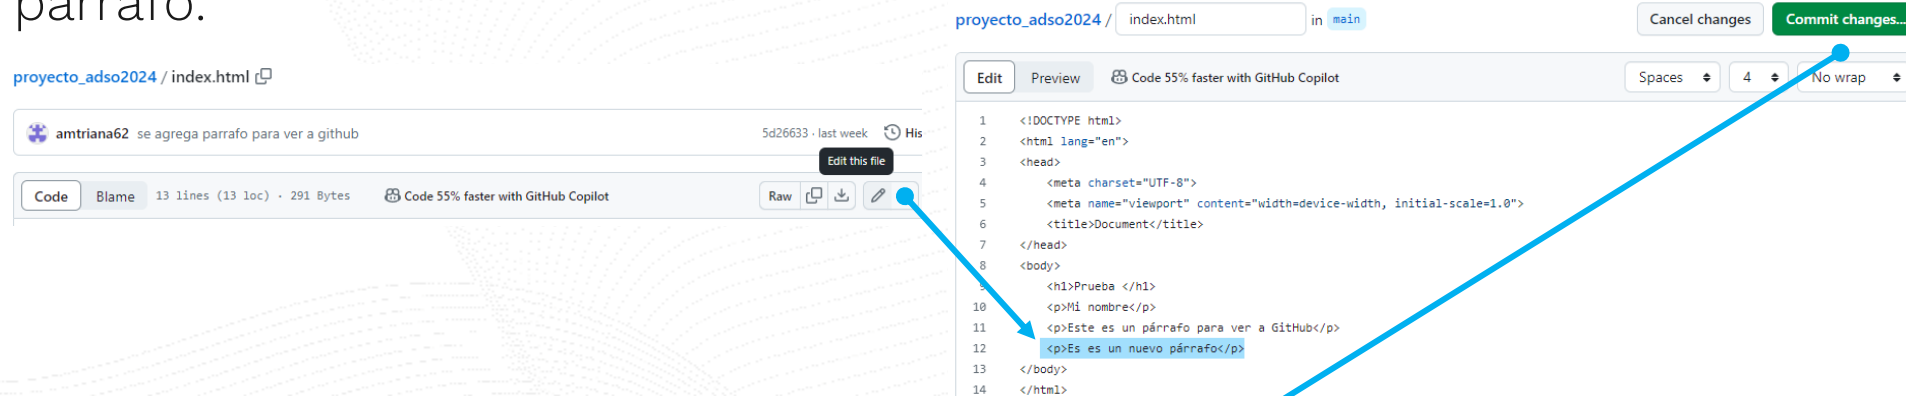 párrafo.
proyecto_adso2024 / index.html
amtriana62 se agrega parrafo para ver a github 5d26633 · last week His
Edit this file
Code Blame 13 lines (13 loc) · 291 Bytes Code 55% faster with GitHub Copilot Raw
proyecto_adso2024 / index.html in main Cancel changes Commit changes...
Edit Preview Code 55% faster with GitHub Copilot Spaces 4 No wrap
1 <!DOCTYPE html>
2 <html lang="en">
3 <head>
4 <meta charset="UTF-8">
5 <meta name="viewport" content="width=device-width, initial-scale=1.0">
6 <title>Document</title>
7 </head>
8 <body>
9 <h1>Prueba </h1>
10 <p>Mi nombre</p>
11 <p>Este es un párrafo para ver a GitHub</p>
12 <p>Es es un nuevo párrafo</p>
13 </body>
14 </html>